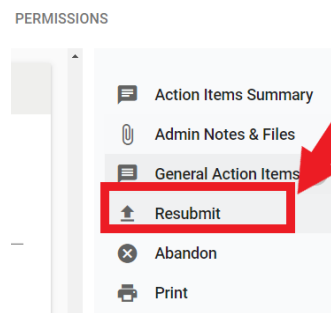 PERMISSIONS
Action Items Summary
Admin Notes & Files
General Action Items
Resubmit
Abandon
Print